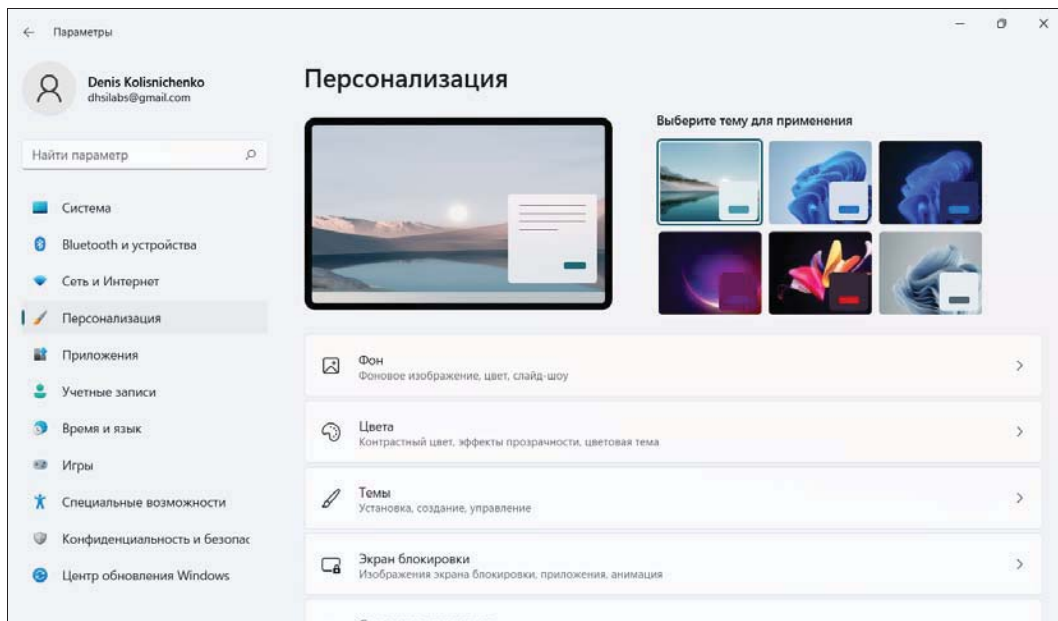 Параметры
Denis Kolisnichenko
dhsilabs@gmail.com
Найти параметр
Система
Bluetooth и устройства
Сеть и Интернет
Персонализация
Приложения
Учетные записи
Время и язык
Игры
Специальные возможности
Конфиденциальность и безопас
Центр обновления Windows
Персонализация
Выберите тему для применения
Фон
Фоновое изображение, цвет, слайд-шоу
Цвета
Контрастный цвет, эффекты прозрачности, цветовая тема
Темы
Установка, создание, управление
Экран блокировки
Изображения экрана блокировки, приложения, анимация